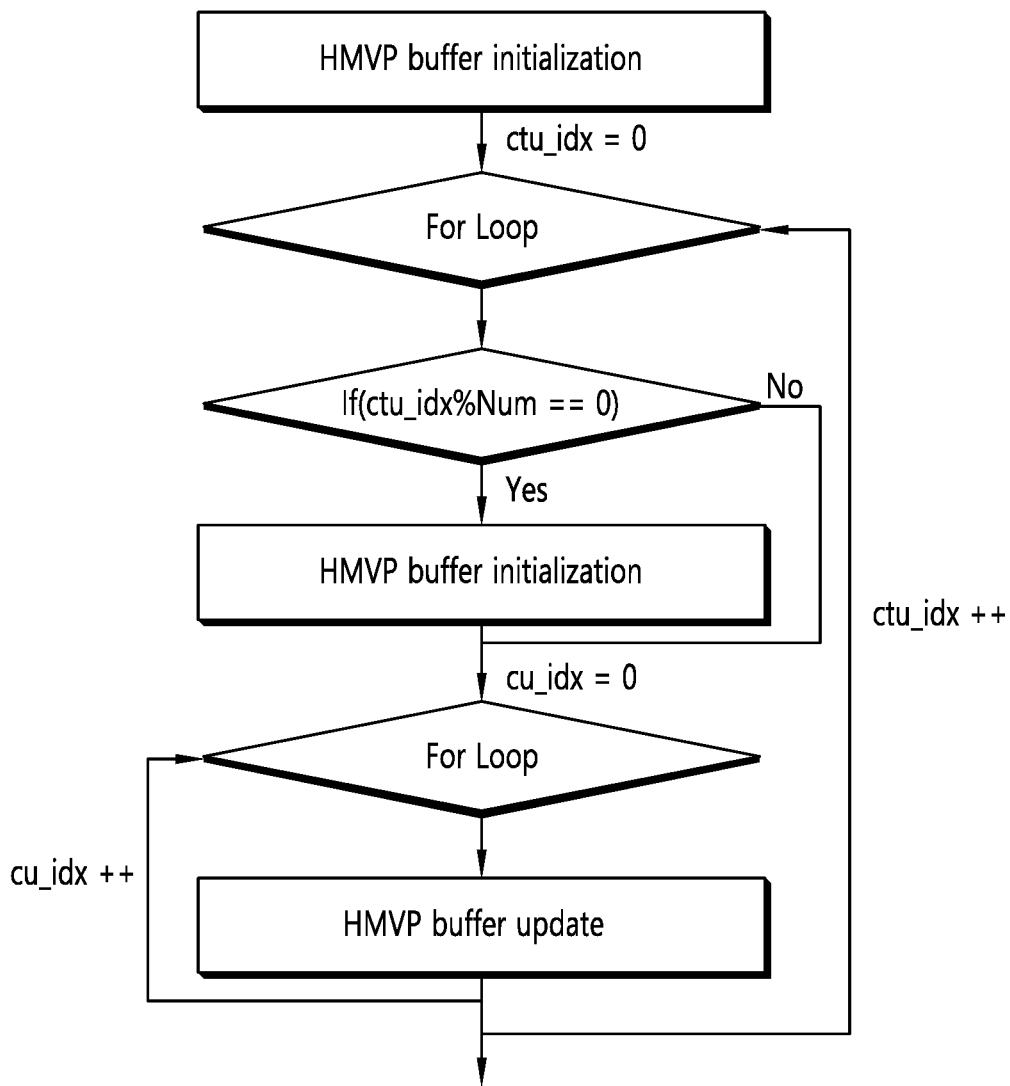 HMVP buffer initialization
ctu_idx = 0
For Loop
If(ctu_idx%Num == 0)
No
Yes
HMVP buffer initialization
ctu_idx ++
cu_idx = 0
For Loop
cu_idx ++
HMVP buffer update